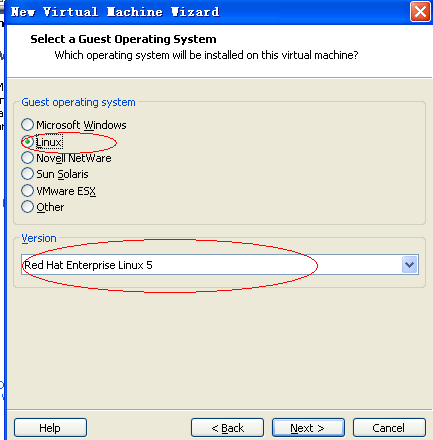 New Virtual Machine Wizard
Select a Guest Operating System
Which operating system will be installed on this virtual machine?
Guest operating system
Microsoft Windows
Linux
Novell NetWare
Sun Solaris
VMware ESX
Other
Version
Red Hat Enterprise Linux 5
Help
< Back
Next >
Cancel